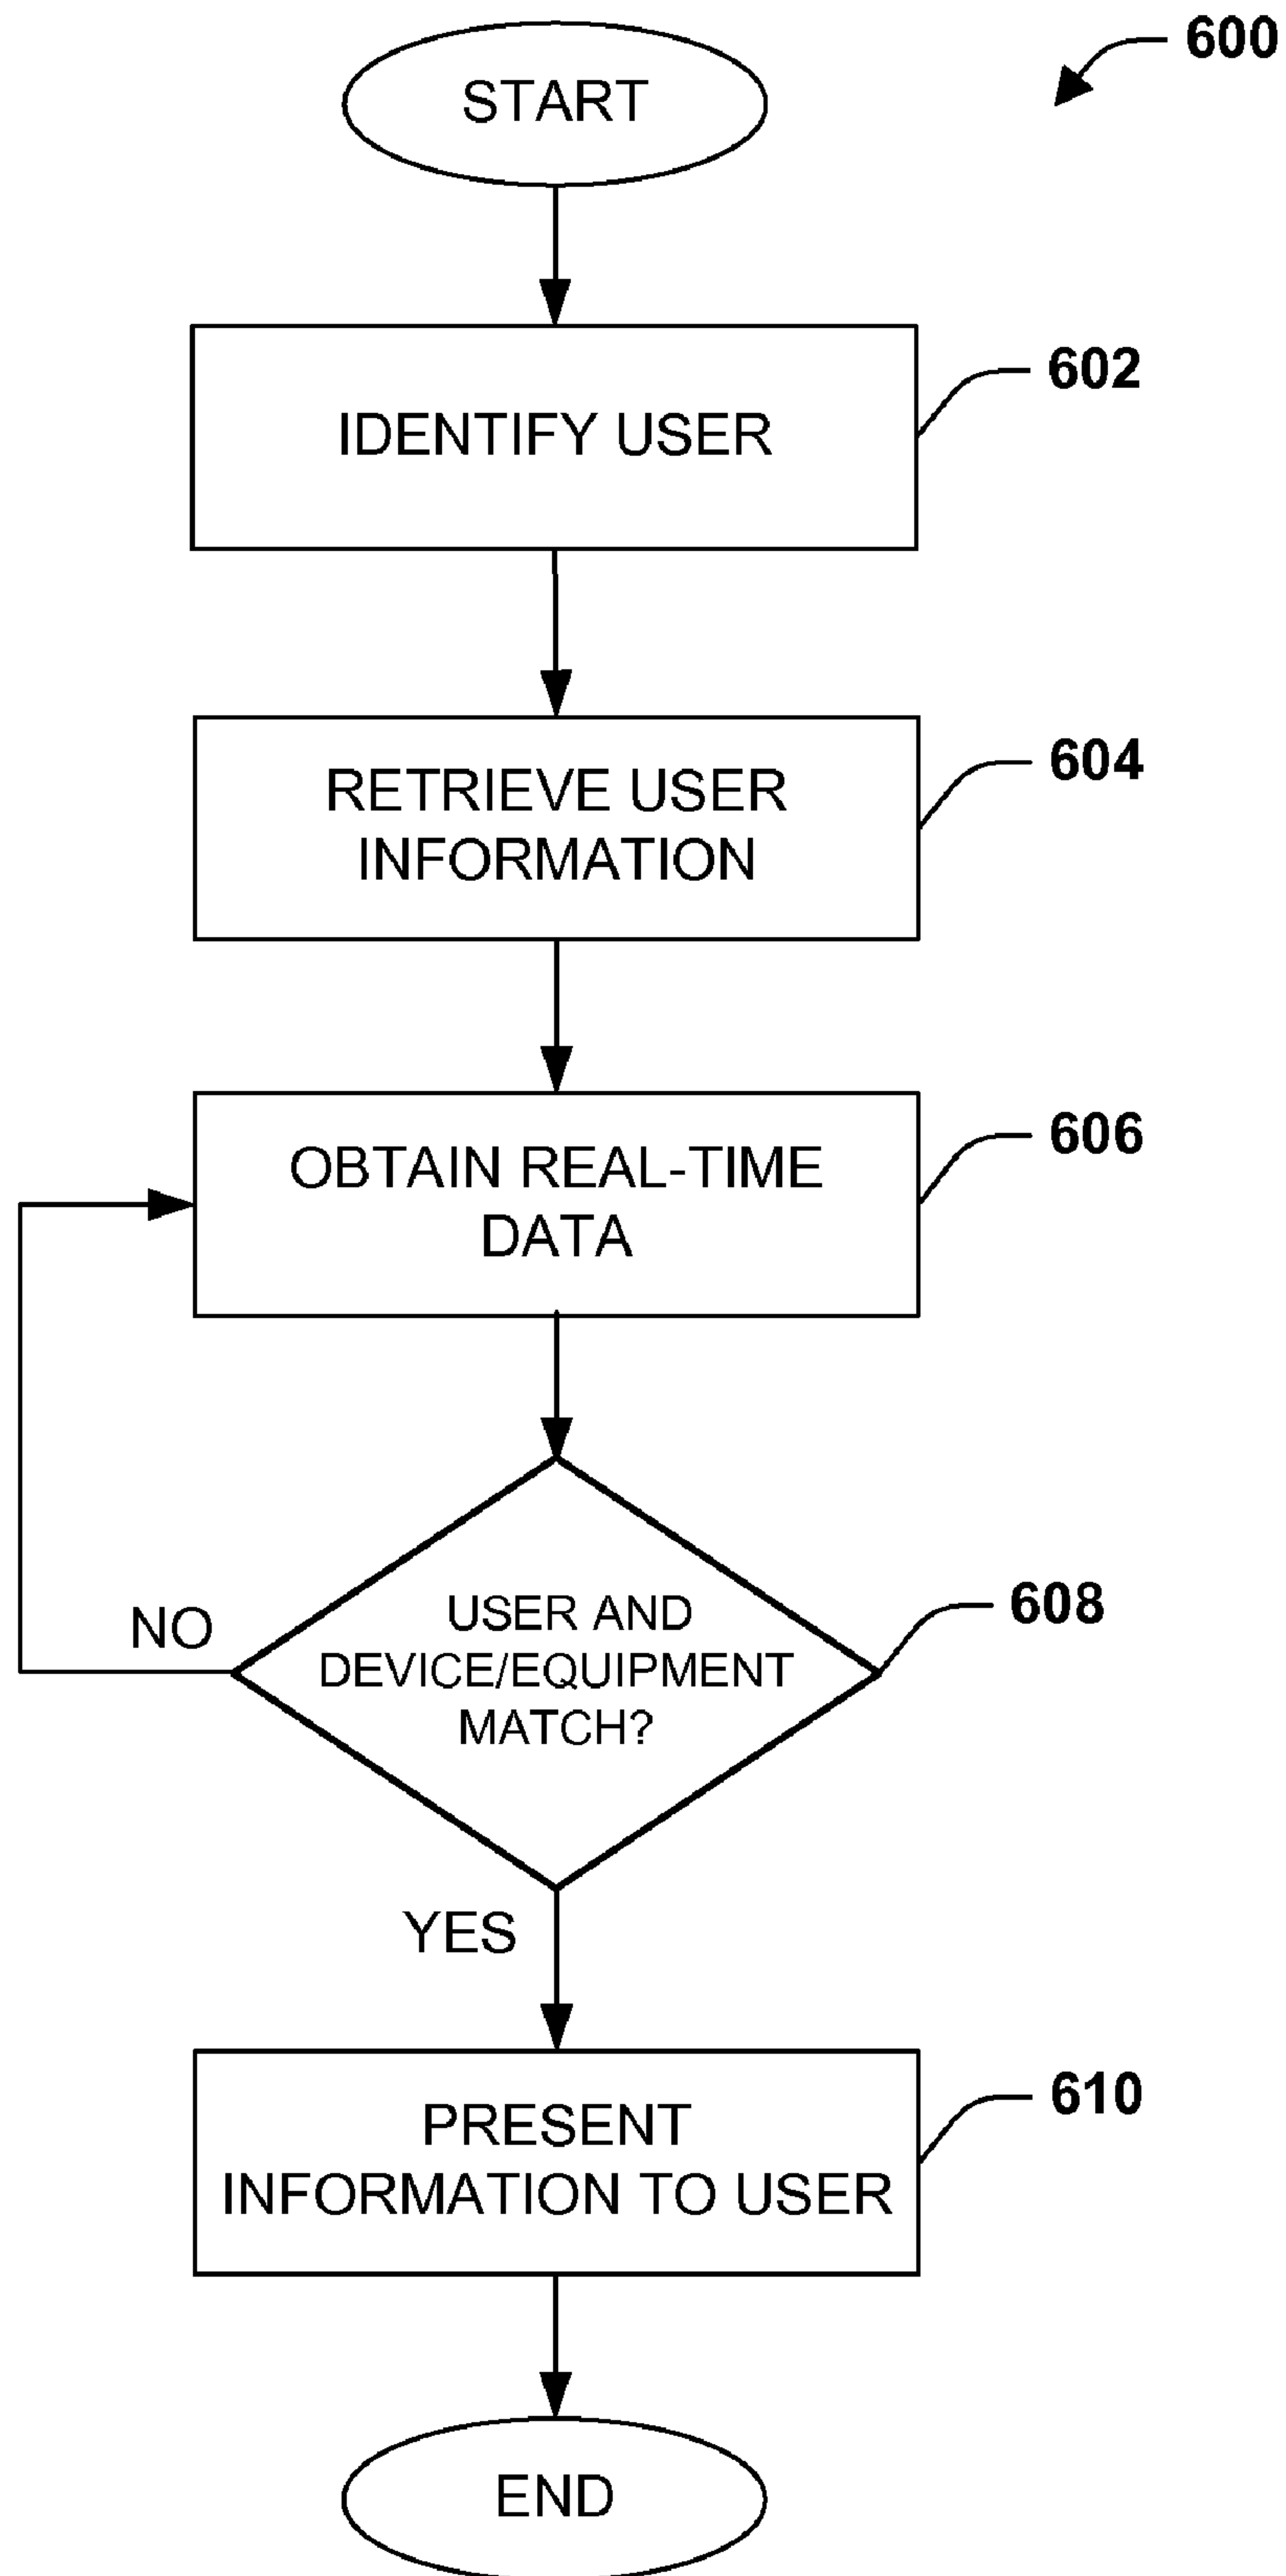 600
START
IDENTIFY USER
602
RETRIEVE USER
INFORMATION
604
OBTAIN REAL-TIME
DATA
606
USER AND
DEVICE/EQUIPMENT
MATCH?
608
NO
YES
PRESENT
INFORMATION TO USER
610
END